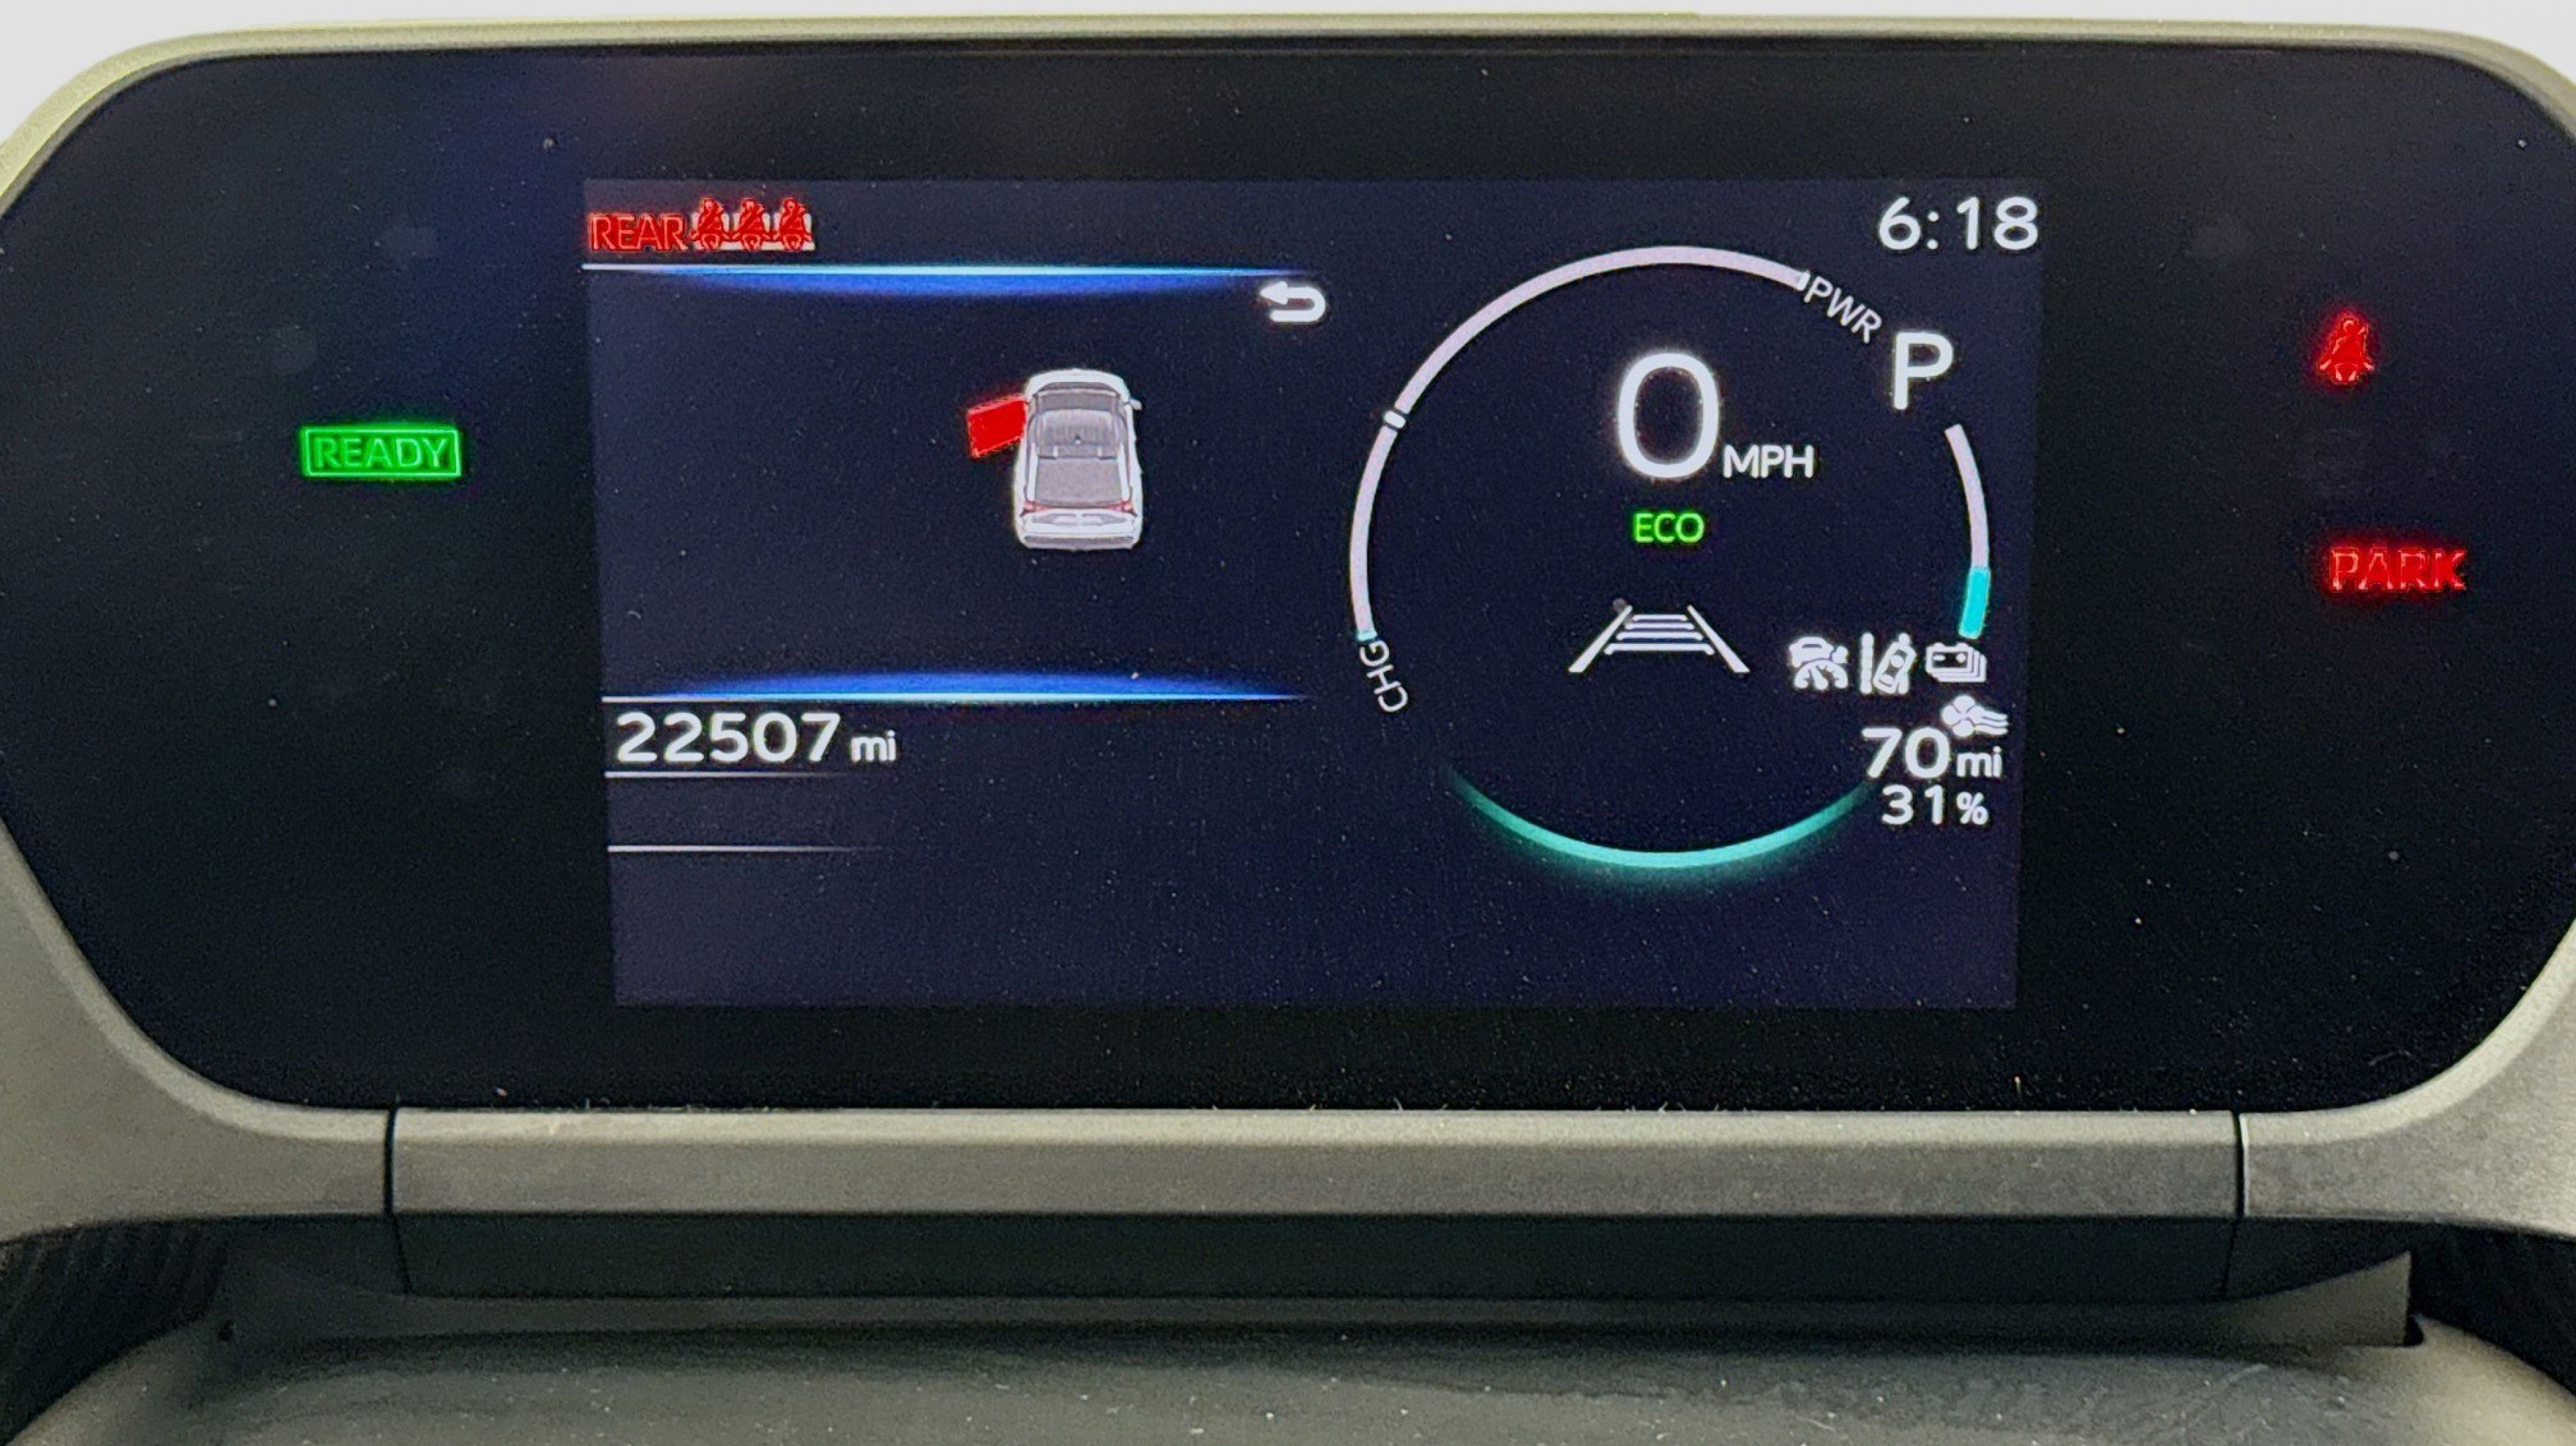 REAR
6:18
PWR
P
0 MPH
READY
ECO
PARK
CHG
22507 mi
70 mi
31%